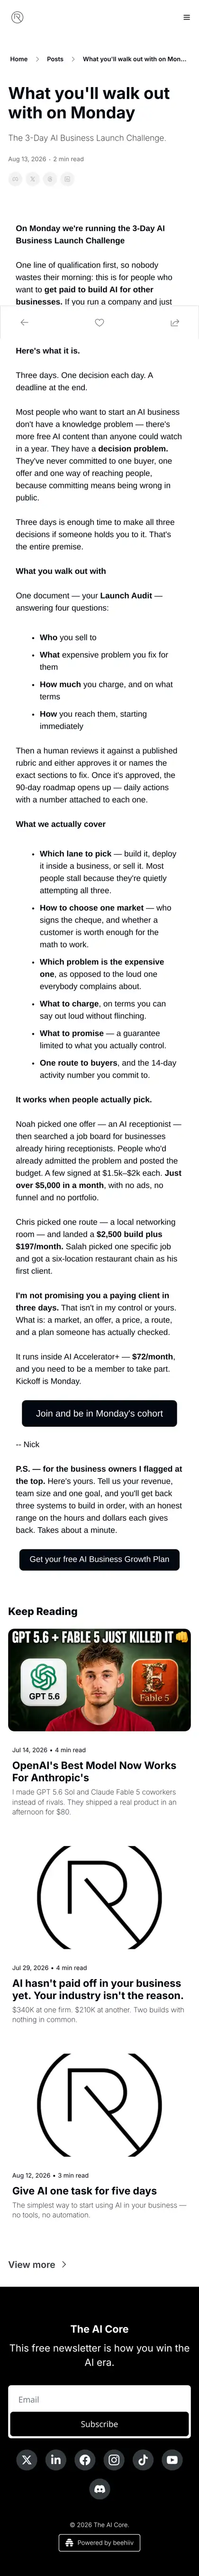 Home > Posts > What you'll walk out with on Mon...
What you'll walk out
with on Monday
The 3-Day AI Business Launch Challenge.
Aug 13, 2026 · 2 min read
On Monday we're running the 3-Day AI
Business Launch Challenge
One line of qualification first, so nobody
wastes their morning: this is for people who
want to get paid to build AI for other
businesses. If you run a company and just
Here's what it is.
Three days. One decision each day. A
deadline at the end.
Most people who want to start an AI business
don't have a knowledge problem — there's
more free AI content than anyone could watch
in a year. They have a decision problem.
They've never committed to one buyer, one
offer and one way of reaching people,
because committing means being wrong in
public.
Three days is enough time to make all three
decisions if someone holds you to it. That's
the entire premise.
What you walk out with
One document — your Launch Audit —
answering four questions:
• Who you sell to
• What expensive problem you fix for
them
• How much you charge, and on what
terms
• How you reach them, starting
immediately
Then a human reviews it against a published
rubric and either approves it or names the
exact sections to fix. Once it's approved, the
90-day roadmap opens up — daily actions
with a number attached to each one.
What we actually cover
• Which lane to pick — build it, deploy
it inside a business, or sell it. Most
people stall because they're quietly
attempting all three.
• How to choose one market — who
signs the cheque, and whether a
customer is worth enough for the
math to work.
• Which problem is the expensive
one, as opposed to the loud one
everybody complains about.
• What to charge, on terms you can
say out loud without flinching.
• What to promise — a guarantee
limited to what you actually control.
• One route to buyers, and the 14-day
activity number you commit to.
It works when people actually pick.
Noah picked one offer — an AI receptionist —
then searched a job board for businesses
already hiring receptionists. People who'd
already admitted the problem and posted the
budget. A few signed at $1.5k–$2k each. Just
over $5,000 in a month, with no ads, no
funnel and no portfolio.
Chris picked one route — a local networking
room — and landed a $2,500 build plus
$197/month. Salah picked one specific job
and got a six-location restaurant chain as his
first client.
I'm not promising you a paying client in
three days. That isn't in my control or yours.
What is: a market, an offer, a price, a route,
and a plan someone has actually checked.
It runs inside AI Accelerator+ — $72/month,
and you need to be a member to take part.
Kickoff is Monday.
Join and be in Monday's cohort
-- Nick
P.S. — for the business owners I flagged at
the top. Here's yours. Tell us your revenue,
team size and one goal, and you'll get back
three systems to build in order, with an honest
range on the hours and dollars each gives
back. Takes about a minute.
Get your free AI Business Growth Plan
Keep Reading
GPT 5.6 + FABLE 5 JUST KILLED IT
GPT 5.6
Fable 5
Jul 14, 2026 • 4 min read
OpenAI's Best Model Now Works
For Anthropic's
I made GPT 5.6 Sol and Claude Fable 5 coworkers
instead of rivals. They shipped a real product in an
afternoon for $80.
Jul 29, 2026 • 4 min read
AI hasn't paid off in your business
yet. Your industry isn't the reason.
$340K at one firm. $210K at another. Two builds with
nothing in common.
Aug 12, 2026 • 3 min read
Give AI one task for five days
The simplest way to start using AI in your business —
no tools, no automation.
View more >
The AI Core
This free newsletter is how you win the
AI era.
Email
Subscribe
© 2026 The AI Core.
Powered by beehiiv